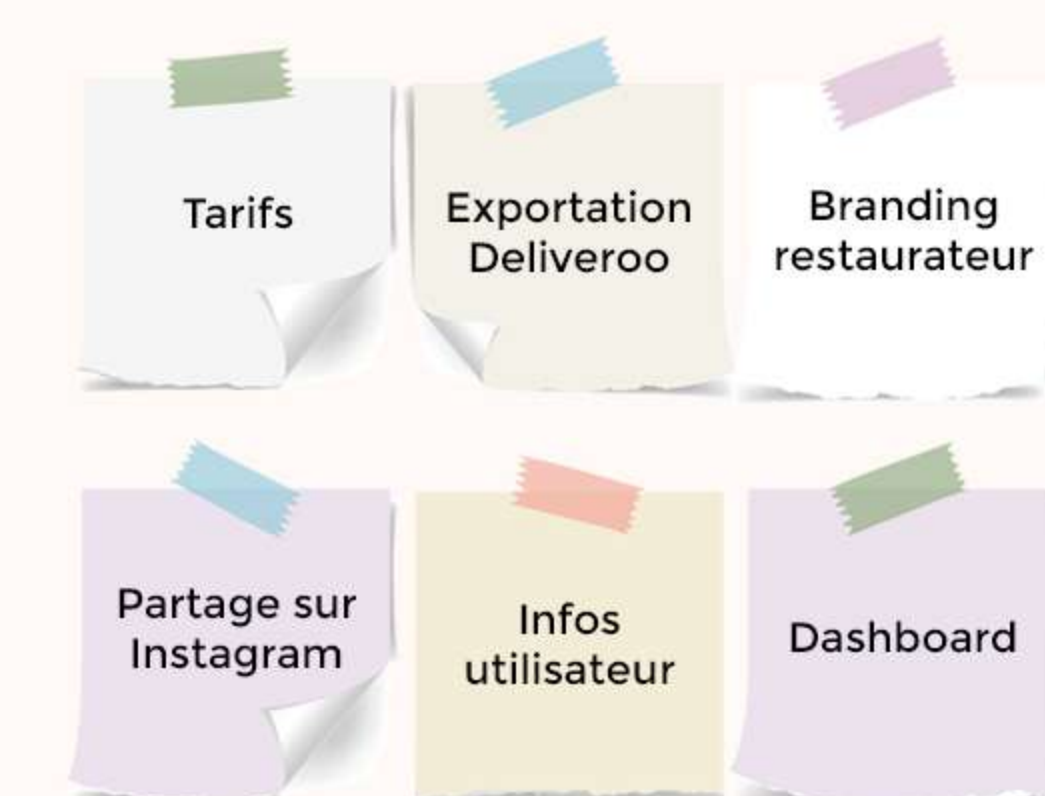 Tarifs
Exportation
Deliveroo
Branding
restaurateur
Partage sur
Instagram
Infos
utilisateur
Dashboard